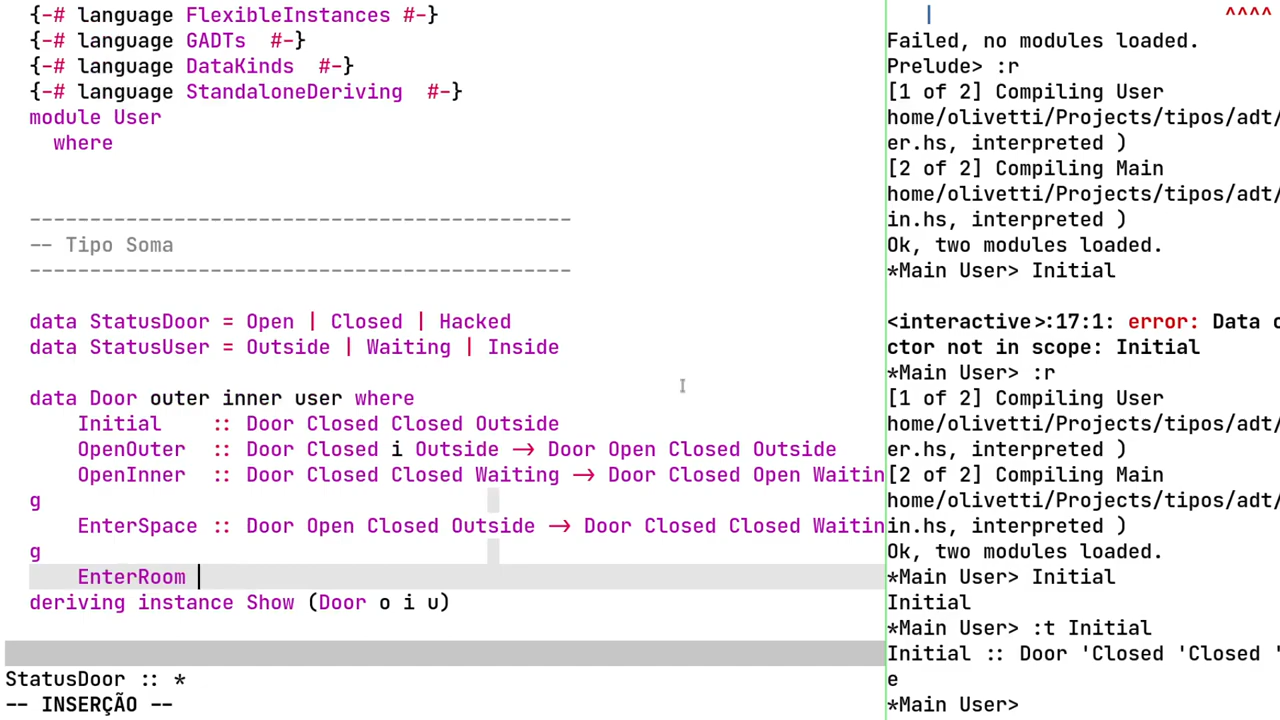 {-# language FlexibleInstances #-}
{-# language GADTs  #-}
{-# language DataKinds  #-}
{-# language StandaloneDeriving  #-}
module User
  where
------------------------------------------
-- Tipo Soma
------------------------------------------
data StatusDoor = Open | Closed | Hacked
data StatusUser = Outside | Waiting | Inside
data Door outer inner user where
    Initial    :: Door Closed Closed Outside
    OpenOuter  :: Door Closed i Outside -> Door Open Closed Outside
    OpenInner  :: Door Closed Closed Waiting -> Door Closed Open Waitin
g
    EnterSpace :: Door Open Closed Outside -> Door Closed Closed Waitin
g
    EnterRoom
deriving instance Show (Door o i u)
StatusDoor :: *
-- INSERÇÃO --
   |                         ^^^^
Failed, no modules loaded.
Prelude> :r
[1 of 2] Compiling User
home/olivetti/Projects/tipos/adt/
er.hs, interpreted )
[2 of 2] Compiling Main
home/olivetti/Projects/tipos/adt/
in.hs, interpreted )
Ok, two modules loaded.
*Main User> Initial
<interactive>:17:1: error: Data c
ctor not in scope: Initial
*Main User> :r
[1 of 2] Compiling User
home/olivetti/Projects/tipos/adt/
er.hs, interpreted )
[2 of 2] Compiling Main
home/olivetti/Projects/tipos/adt/
in.hs, interpreted )
Ok, two modules loaded.
*Main User> Initial
Initial
*Main User> :t Initial
Initial :: Door 'Closed 'Closed '
e
*Main User>